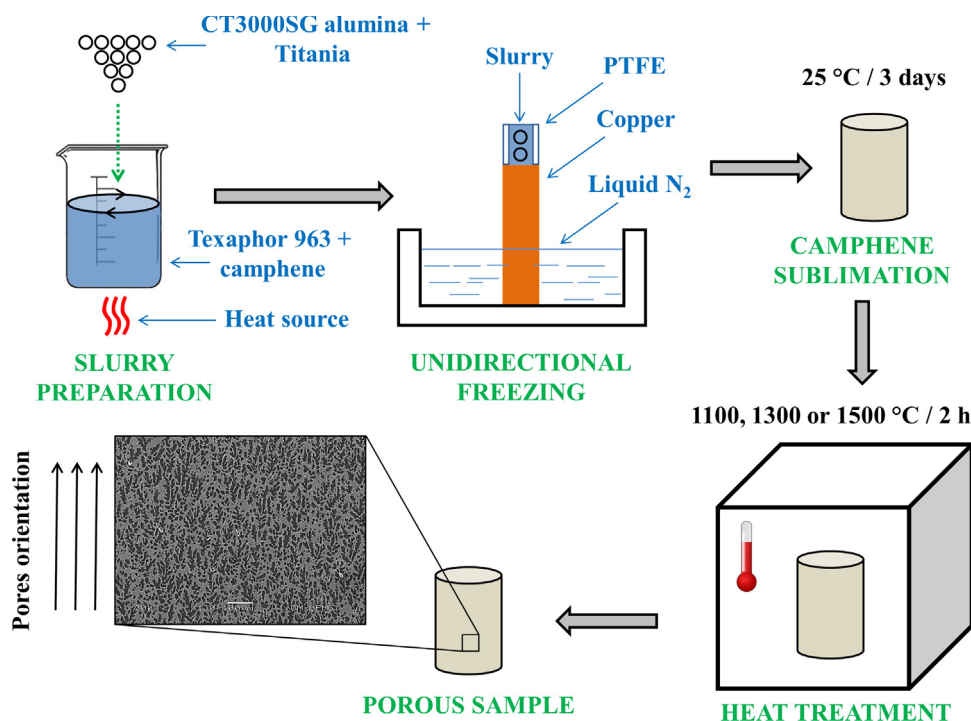 CT3000SG alumina +
Titania
Texaphor 963 +
camphene
Heat source
SLURRY
PREPARATION
Slurry
PTFE
Copper
Liquid N₂
UNIDIRECTIONAL
FREEZING
25 °C / 3 days
CAMPHENE
SUBLIMATION
1100, 1300 or 1500 °C / 2 h
HEAT TREATMENT
Pores orientation
POROUS SAMPLE